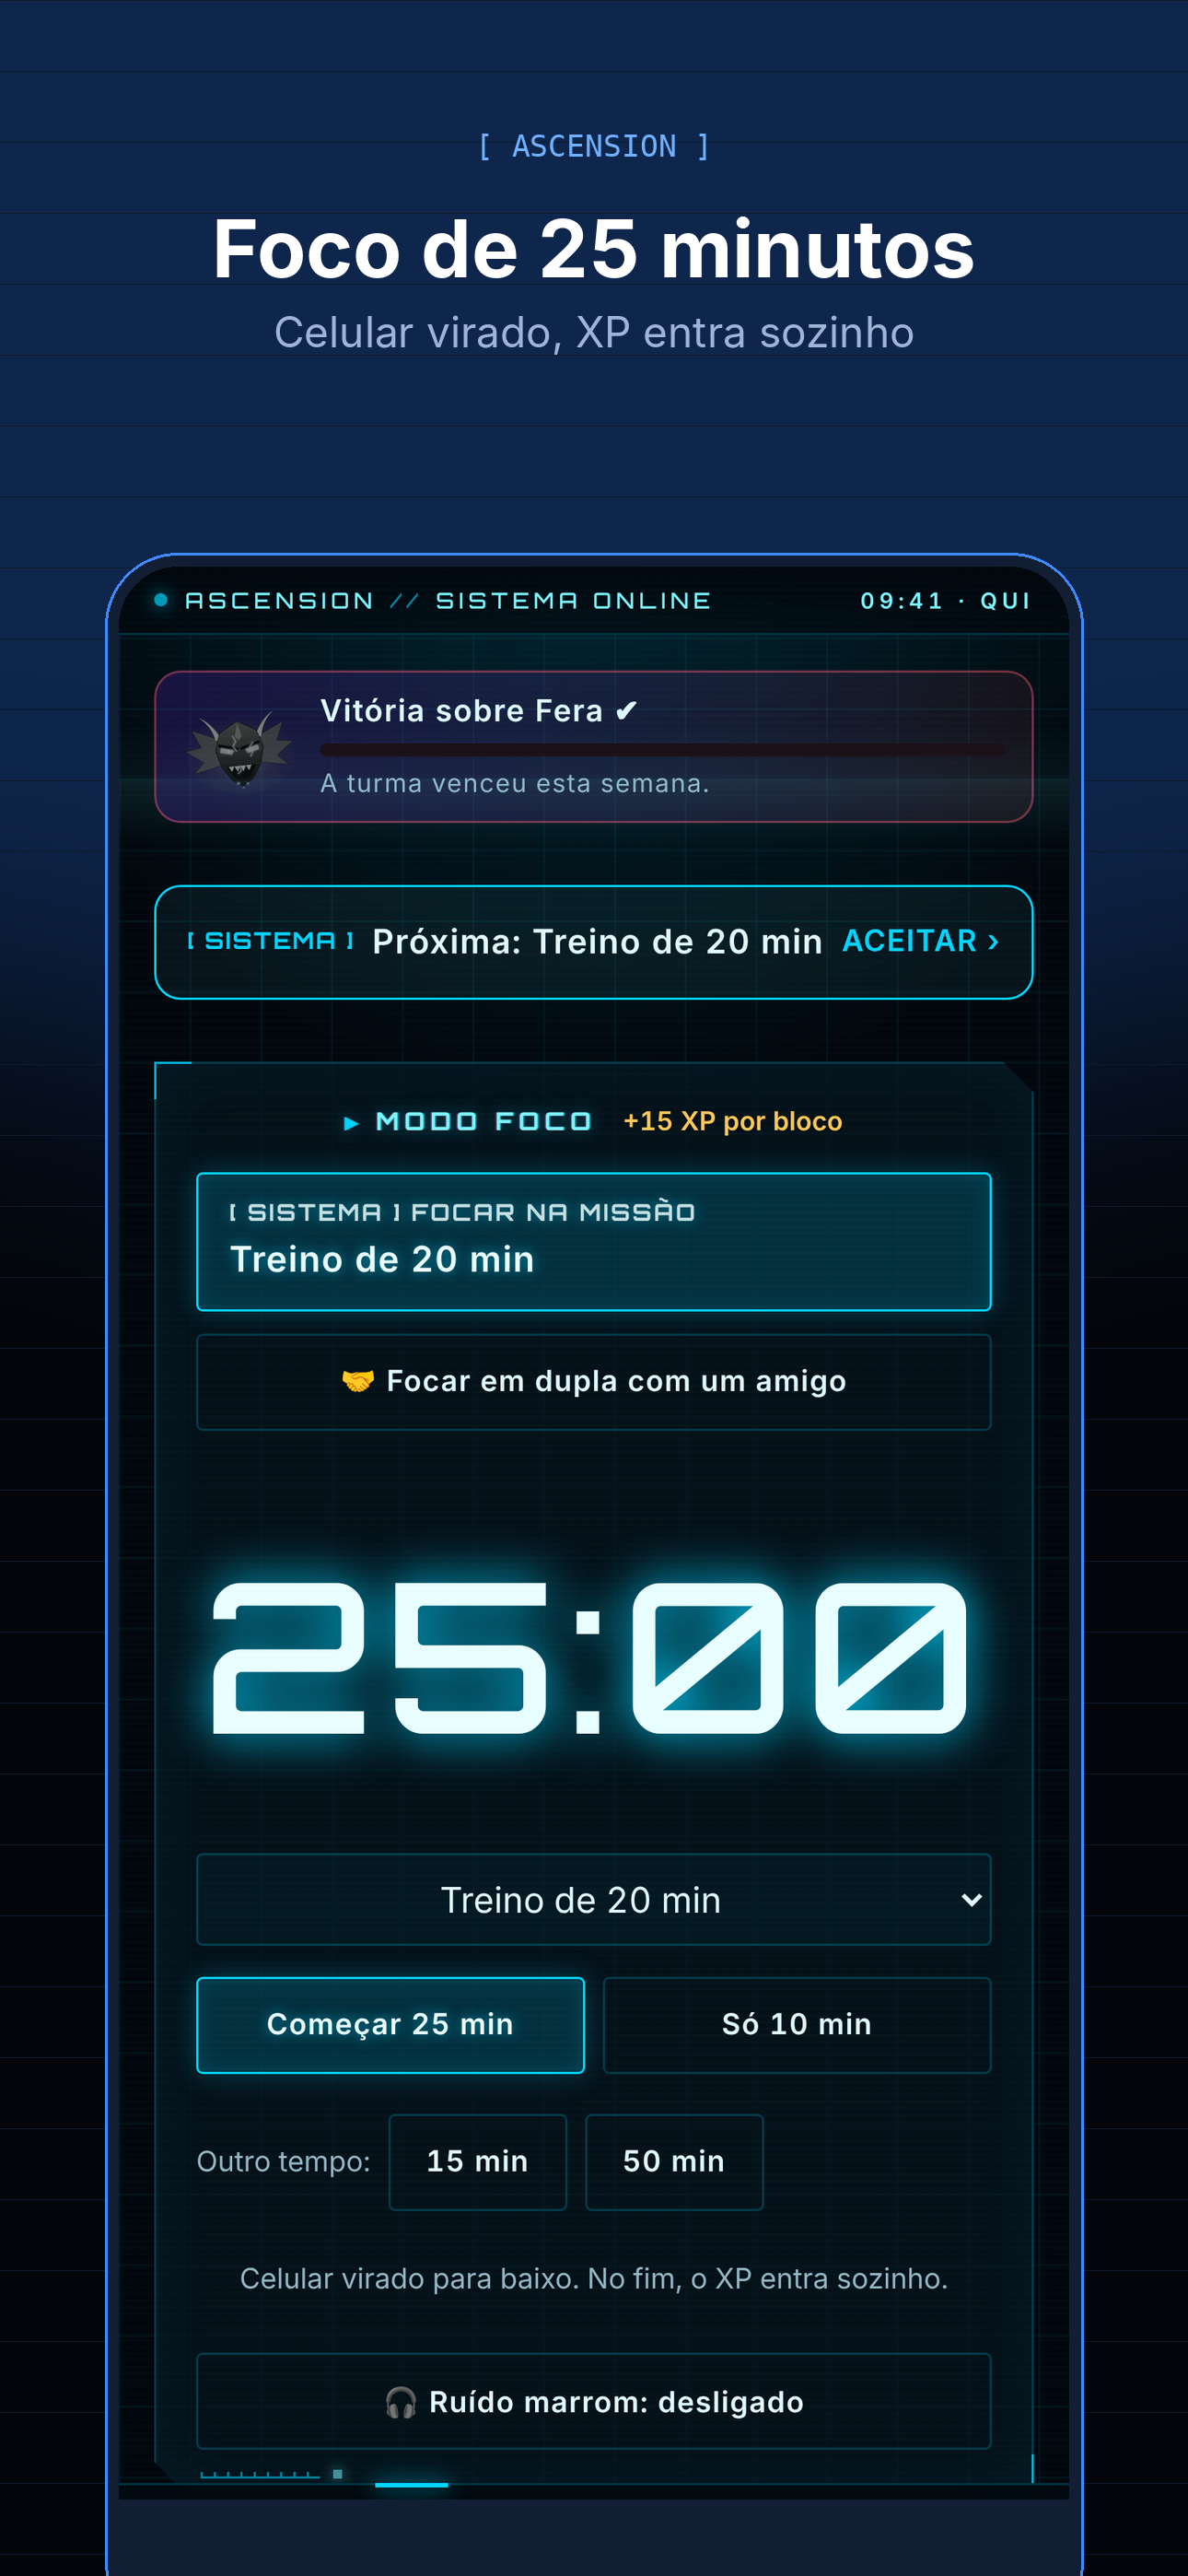 [ ASCENSION ]
Foco de 25 minutos
Celular virado, XP entra sozinho
ASCENSION // SISTEMA ONLINE 09:41 · QUI
Vitória sobre Fera ✔
A turma venceu esta semana.
[ SISTEMA ] Próxima: Treino de 20 min ACEITAR ›
▸ MODO FOCO +15 XP por bloco
[ SISTEMA ] FOCAR NA MISSÃO
Treino de 20 min
🤝 Focar em dupla com um amigo
25:00
Treino de 20 min
Começar 25 min Só 10 min
Outro tempo: 15 min 50 min
Celular virado para baixo. No fim, o XP entra sozinho.
🎧 Ruído marrom: desligado